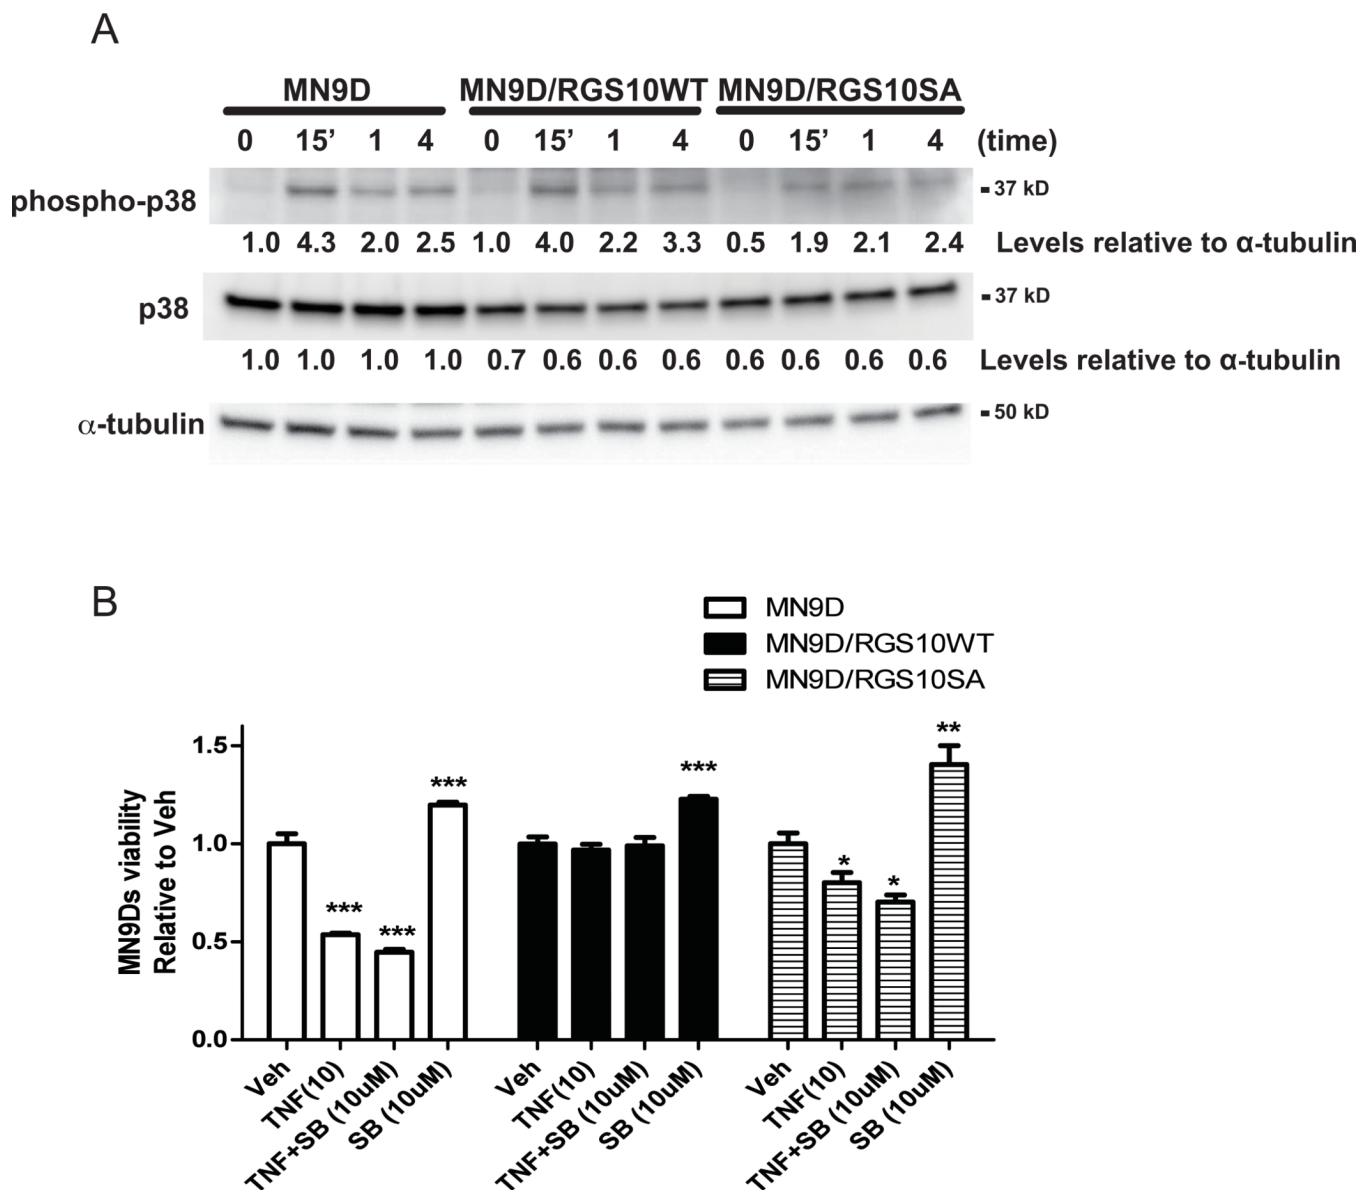 A
MN9D MN9D/RGS10WT MN9D/RGS10SA
0 15’ 1 4 0 15’ 1 4 0 15’ 1 4 (time)
phospho-p38 37 kD
1.0 4.3 2.0 2.5 1.0 4.0 2.2 3.3 0.5 1.9 2.1 2.4 Levels relative to α-tubulin
p38 37 kD
1.0 1.0 1.0 1.0 0.7 0.6 0.6 0.6 0.6 0.6 0.6 0.6 Levels relative to α-tubulin
α-tubulin 50 kD
B
MN9D
MN9D/RGS10WT
MN9D/RGS10SA
MN9Ds viability
Relative to Veh
1.5
1.0
0.5
0.0
*** *** *** *** * * **
Veh TNF(10) TNF+SB (10uM) SB (10uM) Veh TNF(10) TNF+SB (10uM) SB (10uM) Veh TNF(10) TNF+SB (10uM) SB (10uM)